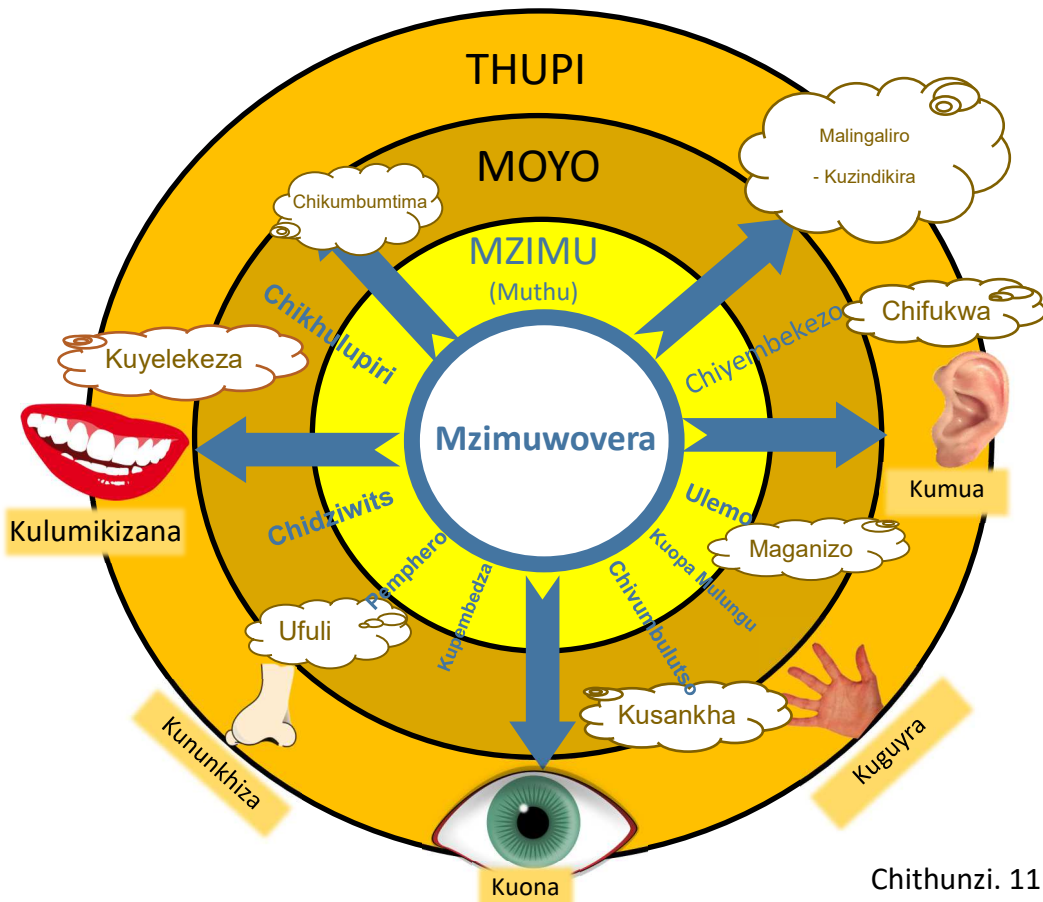 THUPI
MOYO
MZIMU
(Muthu)
Mzimuwovera
Malingaliro
- Kuzindikira
Chikumbumtima
Chifukwa
Kuyelekeza
Chikhulupiri
Chiyembekezo
Kumua
Kulumikizana
Chidziwits
Ulemo
Maganizo
Pemphero
Kupembedza
Chivumbulutso
Kuopa Mulungu
Ufuli
Kusankha
Kununkhiza
Kuguyra
Kuona
Chithunzi. 11